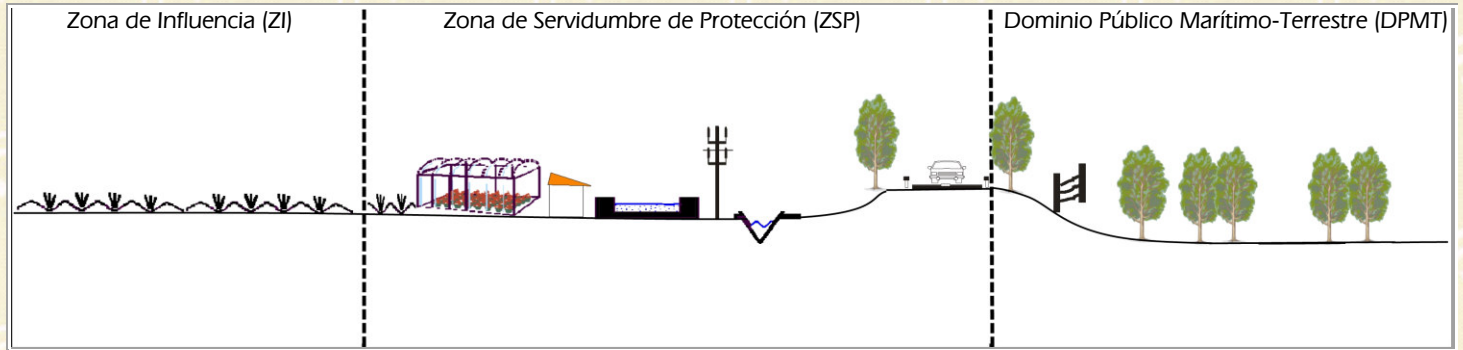 Zona de Influencia (ZI)
Zona de Servidumbre de Protección (ZSP)
Dominio Público Marítimo-Terrestre (DPMT)